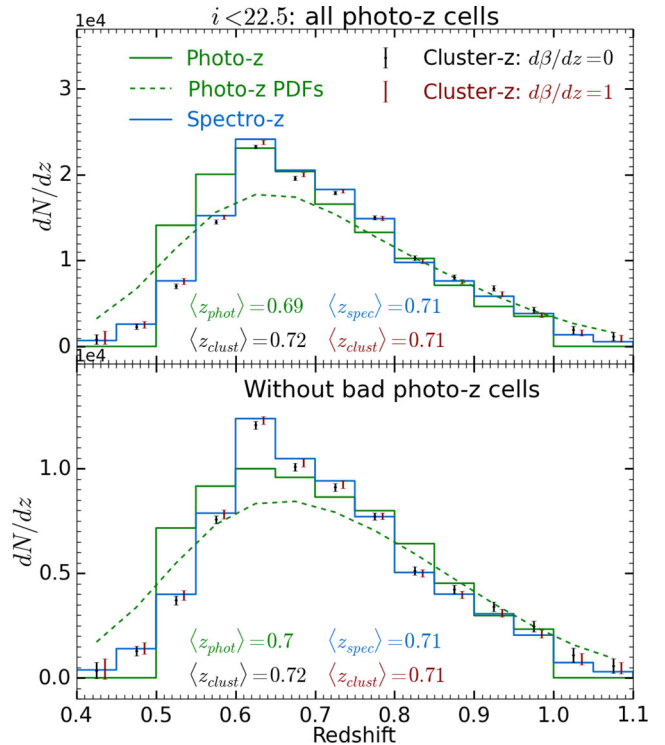 i<22.5: all photo-z cells
1e4
Photo-z
Photo-z PDFs
Spectro-z
Cluster-z: dβ/dz=0
Cluster-z: dβ/dz=1
dN/dz
3
2
1
0
⟨z_phot⟩=0.69 ⟨z_spec⟩=0.71
⟨z_clust⟩=0.72 ⟨z_clust⟩=0.71
1e4
Without bad photo-z cells
dN/dz
1.0
0.5
0.0
⟨z_phot⟩=0.7 ⟨z_spec⟩=0.71
⟨z_clust⟩=0.72 ⟨z_clust⟩=0.71
0.4 0.5 0.6 0.7 0.8 0.9 1.0 1.1
Redshift